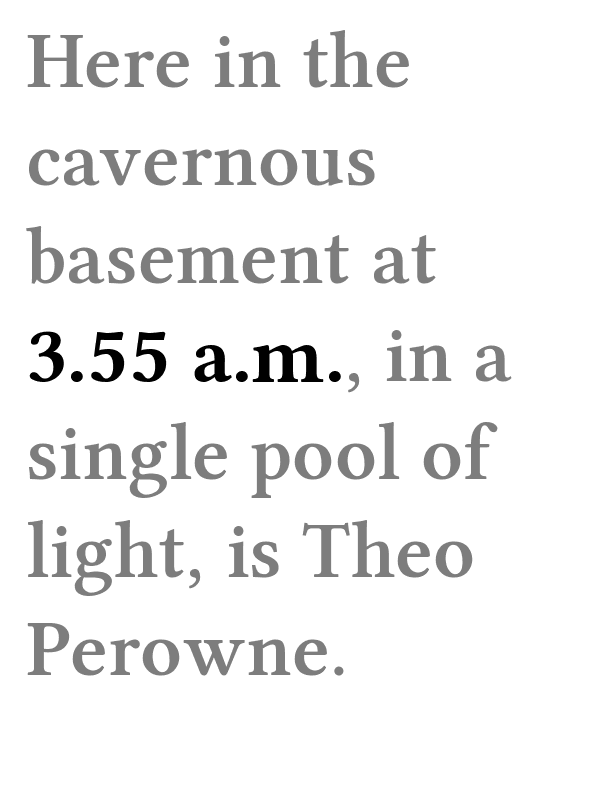 Here in the
cavernous
basement at
3.55 a.m., in a
single pool of
light, is Theo
Perowne.